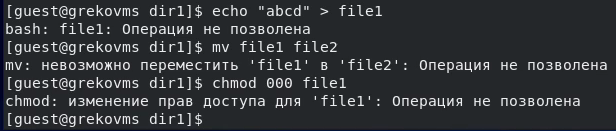 [guest@grekovms dir1]$ echo "abcd" > file1
bash: file1: Операция не позволена
[guest@grekovms dir1]$ mv file1 file2
mv: невозможно переместить 'file1' в 'file2': Операция не позволена
[guest@grekovms dir1]$ chmod 000 file1
chmod: изменение прав доступа для 'file1': Операция не позволена
[guest@grekovms dir1]$